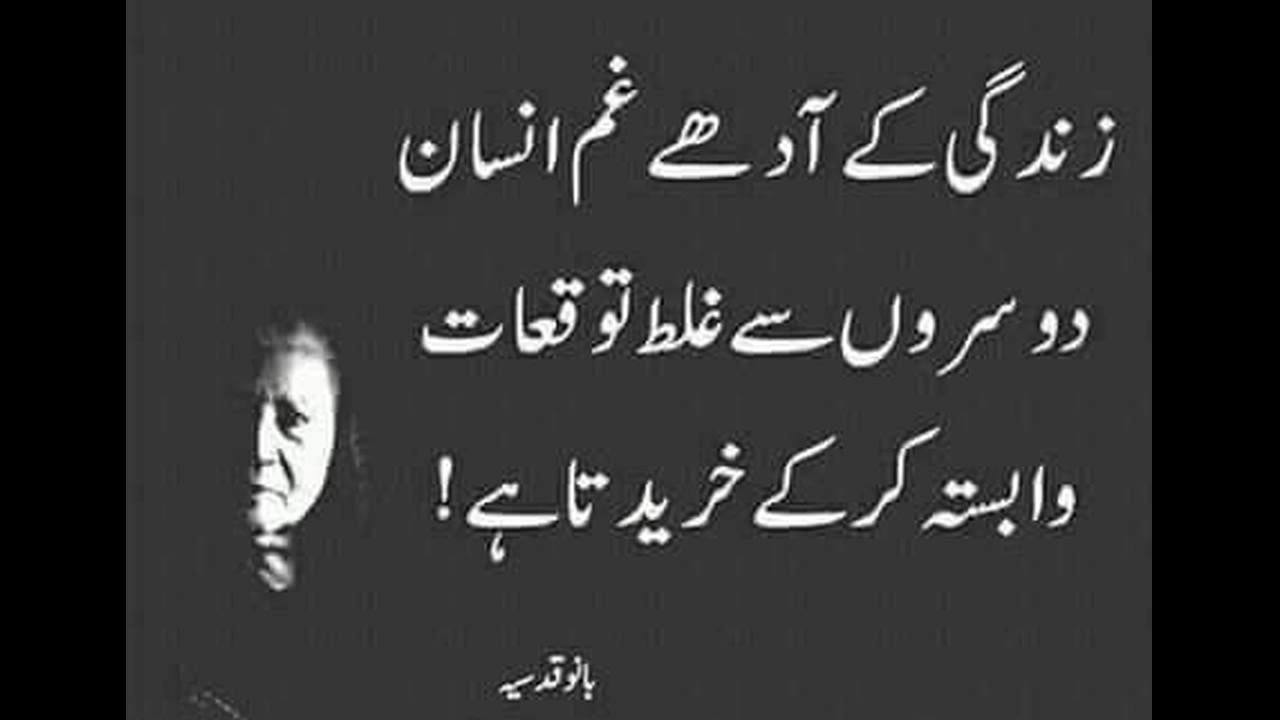 زندگی کے آدھے غم انسان
دوسروں سے غلط توقعات
وابستہ کر کے خریدتا ہے!
بانو قدسیہ